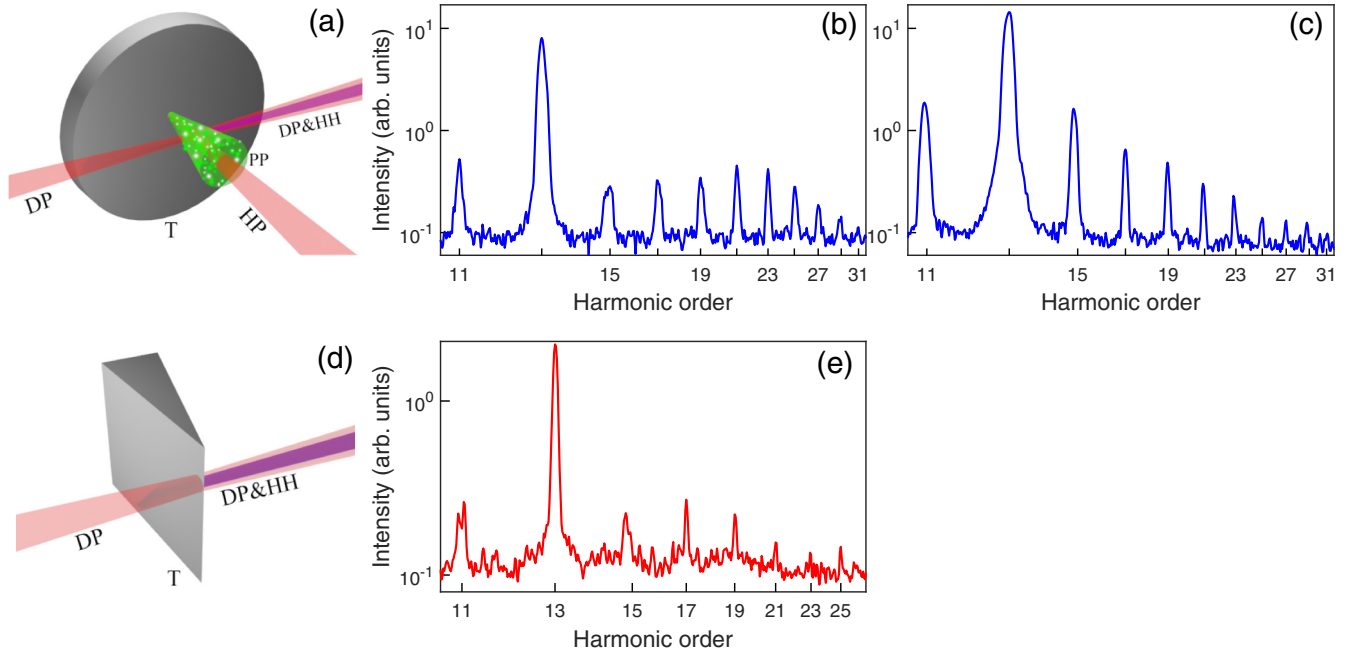 (a)
DP&HH
PP
DP
HP
T
(b)
Intensity (arb. units)
10^1
10^0
10^-1
11 15 19 23 27 31
Harmonic order
(c)
10^1
10^0
10^-1
11 15 19 23 27 31
Harmonic order
(d)
DP&HH
DP
T
(e)
Intensity (arb. units)
10^0
10^-1
11 13 15 17 19 21 23 25
Harmonic order